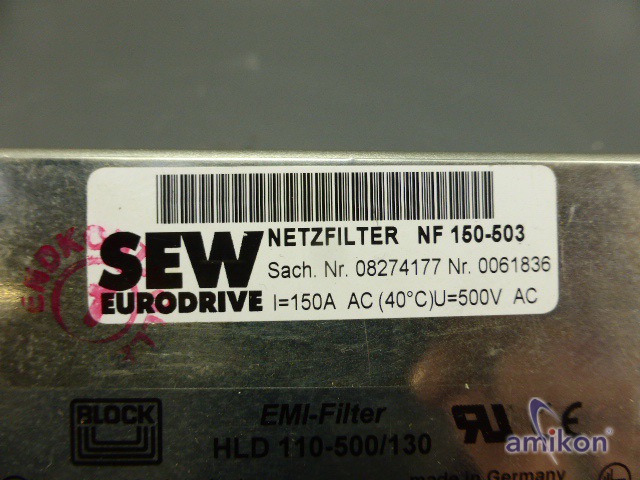 NETZFILTER NF 150-503
SEW
EURODRIVE
Sach. Nr. 08274177 Nr. 0061836
I=150A AC (40°C)U=500V AC
ENDKO
BLOCK
EMI-Filter
HLD 110-500/130
amikon
made in Germany